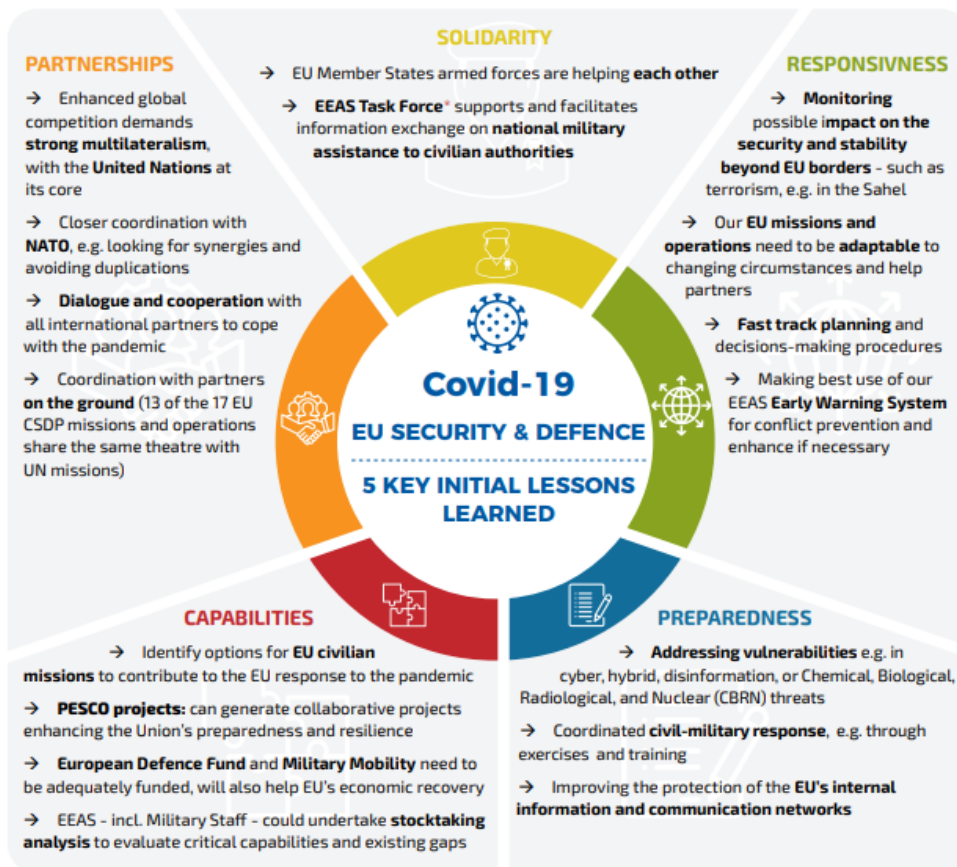 SOLIDARITY
→ EU Member States armed forces are helping each other
→ EEAS Task Force* supports and facilitates
information exchange on national military
assistance to civilian authorities
PARTNERSHIPS
→ Enhanced global
competition demands
strong multilateralism,
with the United Nations at
its core
→ Closer coordination with
NATO, e.g. looking for synergies and
avoiding duplications
→ Dialogue and cooperation with
all international partners to cope
with the pandemic
→ Coordination with partners
on the ground (13 of the 17 EU
CSDP missions and operations
share the same theatre with
UN missions)
RESPONSIVNESS
→ Monitoring
possible impact on the
security and stability
beyond EU borders - such as
terrorism, e.g. in the Sahel
→ Our EU missions and
operations need to be adaptable to
changing circumstances and help
partners
→ Fast track planning and
decisions-making procedures
→ Making best use of our
EEAS Early Warning System
for conflict prevention and
enhance if necessary
Covid-19
EU SECURITY & DEFENCE
5 KEY INITIAL LESSONS
LEARNED
CAPABILITIES
→ Identify options for EU civilian
missions to contribute to the EU response to the pandemic
→ PESCO projects: can generate collaborative projects
enhancing the Union's preparedness and resilience
→ European Defence Fund and Military Mobility need to
be adequately funded, will also help EU's economic recovery
→ EEAS - incl. Military Staff - could undertake stocktaking
analysis to evaluate critical capabilities and existing gaps
PREPAREDNESS
→ Addressing vulnerabilities e.g. in
cyber, hybrid, disinformation, or Chemical, Biological,
Radiological, and Nuclear (CBRN) threats
→ Coordinated civil-military response, e.g. through
exercises and training
→ Improving the protection of the EU's internal
information and communication networks